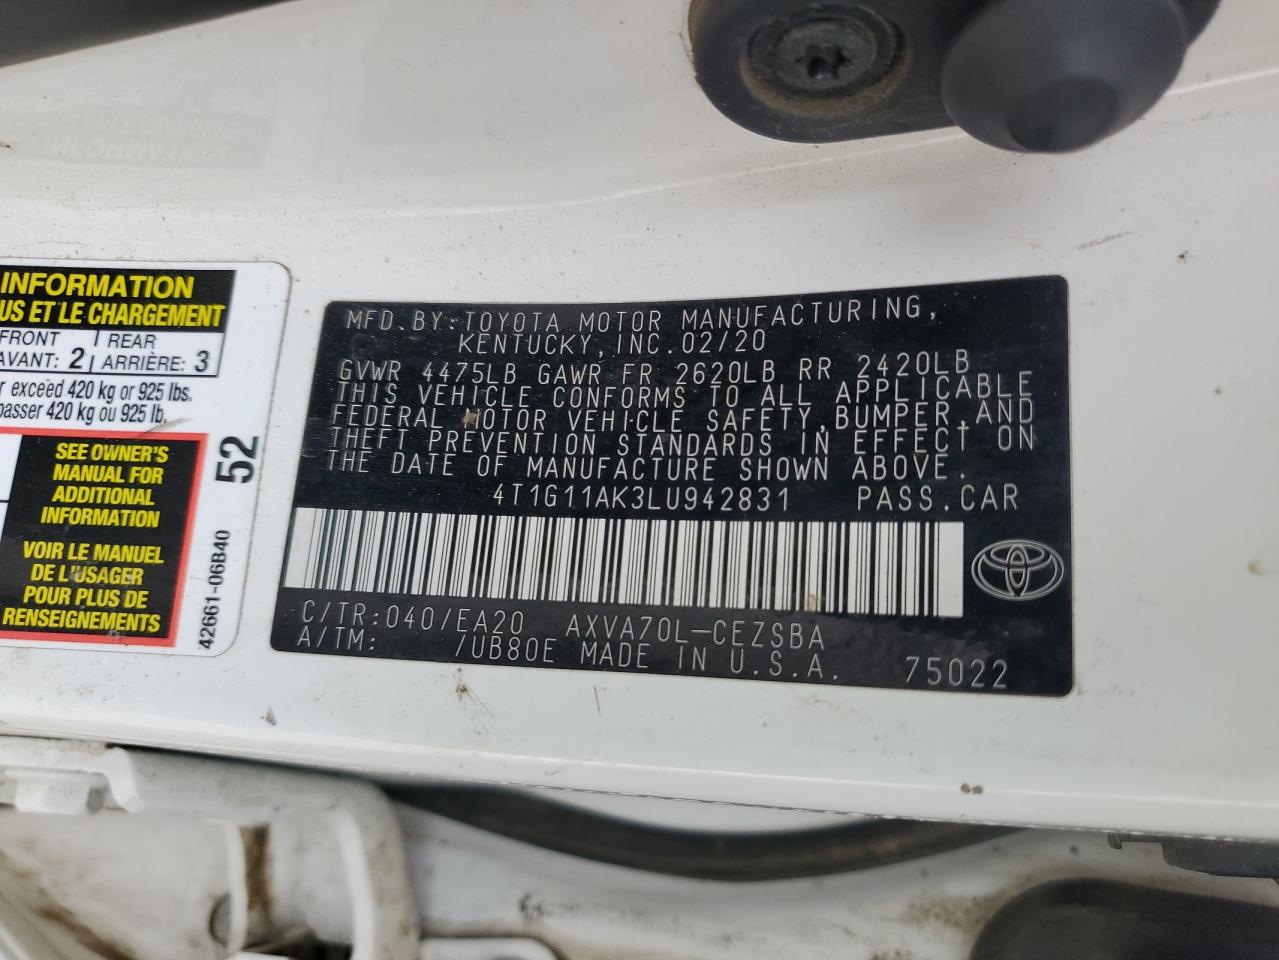 INFORMATION
US ET LE CHARGEMENT
FRONT REAR
AVANT: 2 ARRIÈRE: 3
r exceed 420 kg or 925 lbs.
passer 420 kg ou 925 lb.
SEE OWNER'S
MANUAL FOR
ADDITIONAL
INFORMATION
VOIR LE MANUEL
DE L'USAGER
POUR PLUS DE
RENSEIGNEMENTS
52
42661-06B40
MFD.BY:TOYOTA MOTOR MANUFACTURING,
KENTUCKY,INC.02/20
GVWR 4475LB GAWR FR 2620LB RR 2420LB
THIS VEHICLE CONFORMS TO ALL APPLICABLE
FEDERAL MOTOR VEHICLE SAFETY,BUMPER,AND
THEFT PREVENTION STANDARDS IN EFFECT ON
THE DATE OF MANUFACTURE SHOWN ABOVE.
4T1G11AK3LU942831 PASS.CAR
C/TR:040/EA20 AXVA70L-CEZSBA
A/TM: /UB80E MADE IN U.S.A. 75022